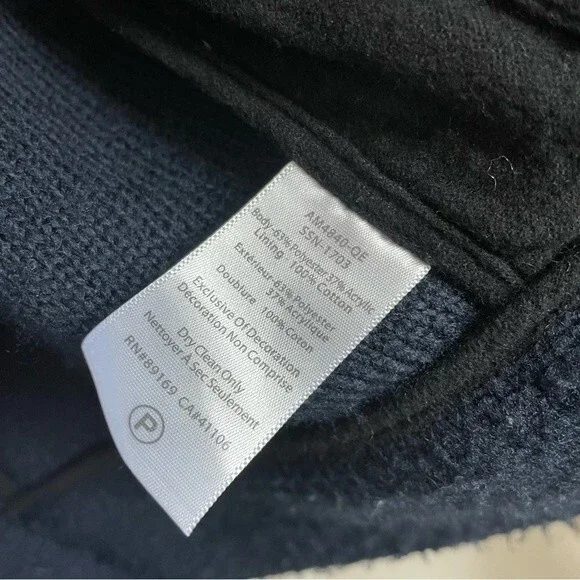 AM4840-QE
SSN-1703
Body-63% Polyester 37% Acrylic
Lining 100% Cotton
Extérieur-63% Polyester
37% Acrylique
Doublure 100% Coton
Exclusive Of Decoration
Decoration Non Comprise
Dry Clean Only
Nettoyer A Sec Seulement
RN#89169 CA#41106
P